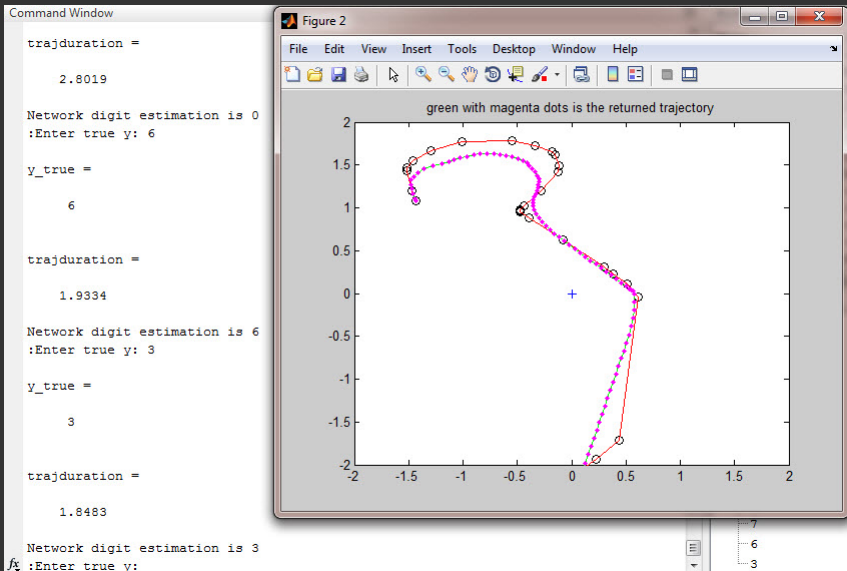 Command Window
trajduration =
2.8019
Network digit estimation is 0
:Enter true y: 6
y_true =
6
trajduration =
1.9334
Network digit estimation is 6
:Enter true y: 3
y_true =
3
trajduration =
1.8483
Network digit estimation is 3
fx :Enter true y:
Figure 2
File Edit View Insert Tools Desktop Window Help
green with magenta dots is the returned trajectory
2
1.5
1
0.5
0
-0.5
-1
-1.5
-2
-2 -1.5 -1 -0.5 0 0.5 1 1.5 2
7
6
3